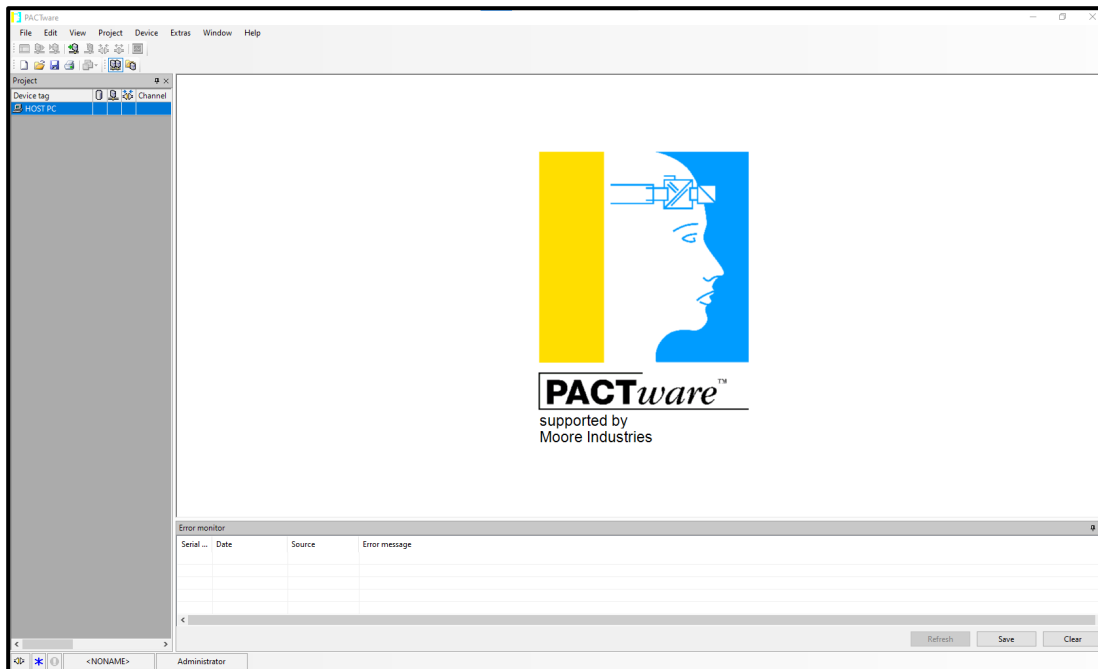 PACTware
File Edit View Project Device Extras Window Help
Project
Device tag Channel
HOST PC
PACTware™
supported by
Moore Industries
Error monitor
Serial ... Date Source Error message
Refresh Save Clear
<NONAME> Administrator